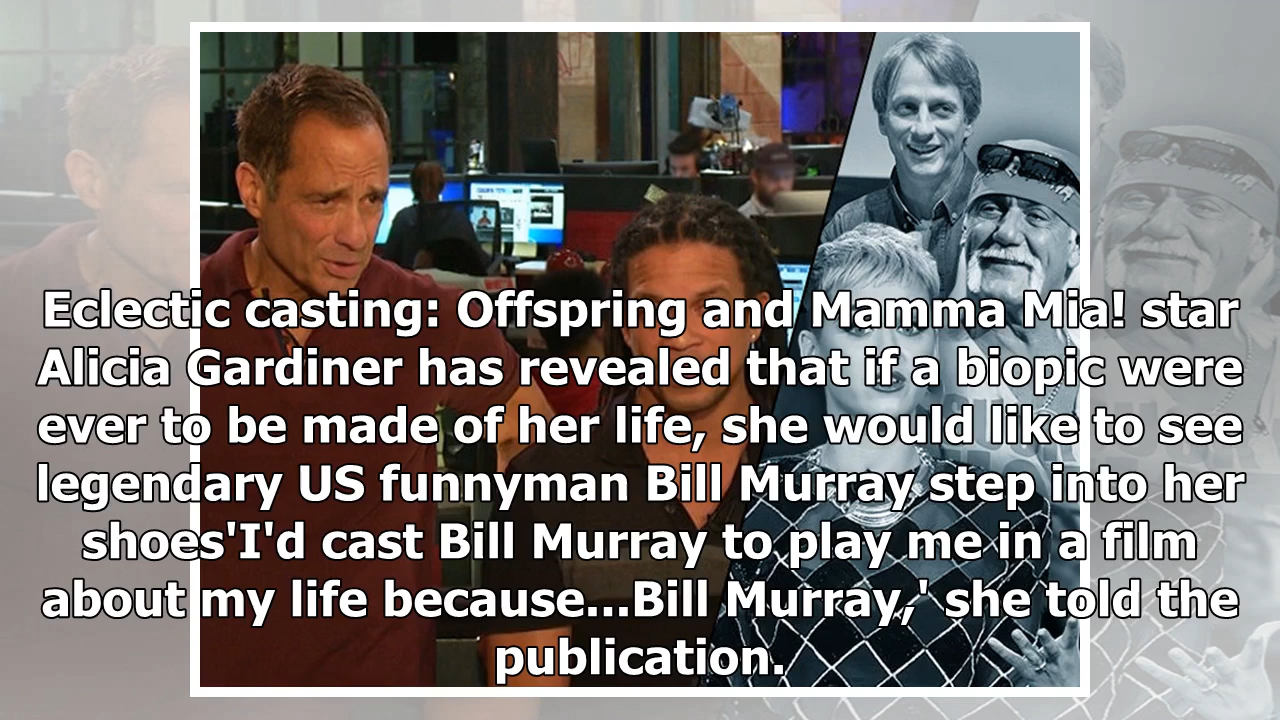 Eclectic casting: Offspring and Mamma Mia! star
Alicia Gardiner has revealed that if a biopic were
ever to be made of her life, she would like to see
legendary US funnyman Bill Murray step into her
shoes'I'd cast Bill Murray to play me in a film
about my life because...Bill Murray,' she told the
publication.